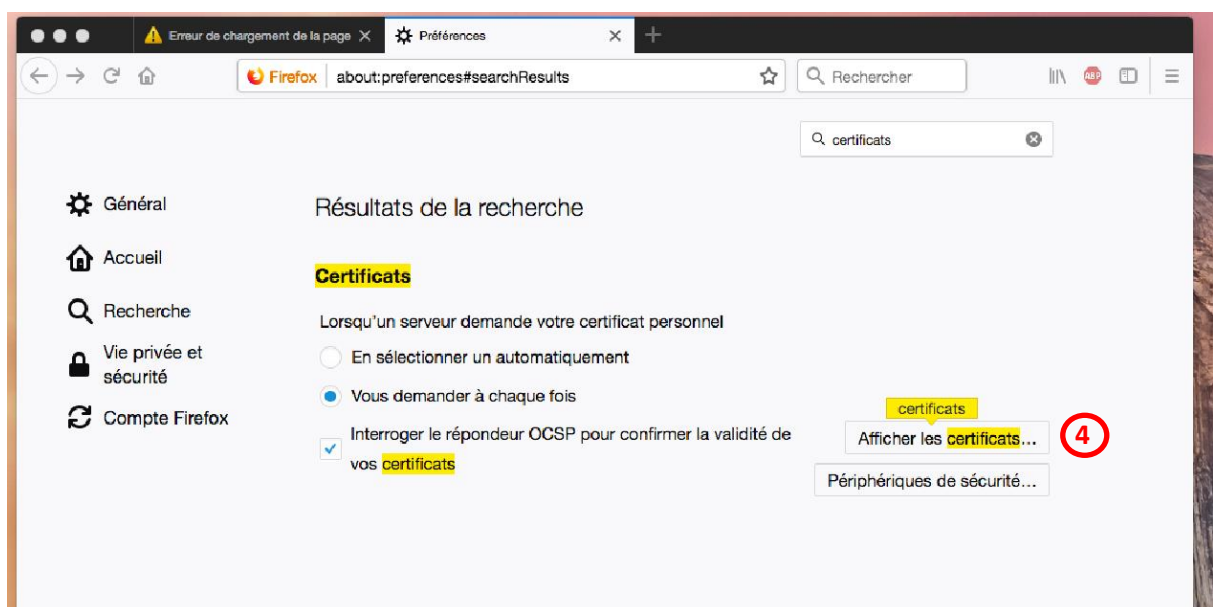 Erreur de chargement de la page
Préférences
Firefox about:preferences#searchResults
Rechercher
ABP
certificats
Général
Accueil
Recherche
Vie privée et
sécurité
Compte Firefox
Résultats de la recherche
Certificats
Lorsqu'un serveur demande votre certificat personnel
En sélectionner un automatiquement
Vous demander à chaque fois
Interroger le répondeur OCSP pour confirmer la validité de
vos certificats
certificats
Afficher les certificats...
4
Périphériques de sécurité...